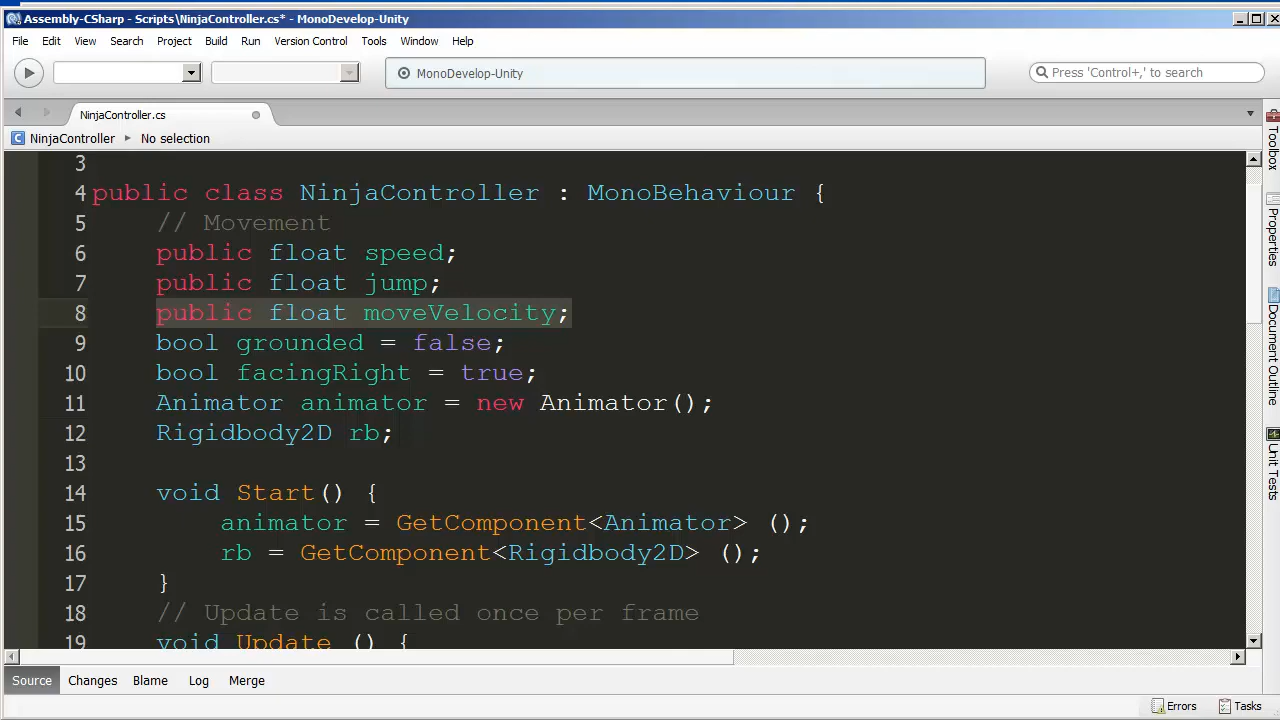 Assembly-CSharp - Scripts\NinjaController.cs* - MonoDevelop-Unity
File Edit View Search Project Build Run Version Control Tools Window Help
MonoDevelop-Unity
Press 'Control+,' to search
NinjaController.cs
NinjaController No selection
3
4 public class NinjaController : MonoBehaviour {
5 // Movement
6 public float speed;
7 public float jump;
8 public float moveVelocity;
9 bool grounded = false;
10 bool facingRight = true;
11 Animator animator = new Animator();
12 Rigidbody2D rb;
13
14 void Start() {
15 animator = GetComponent<Animator> ();
16 rb = GetComponent<Rigidbody2D> ();
17 }
18 // Update is called once per frame
19 void Update () {
Toolbox
Properties
Document Outline
Unit Tests
Source Changes Blame Log Merge
Errors Tasks